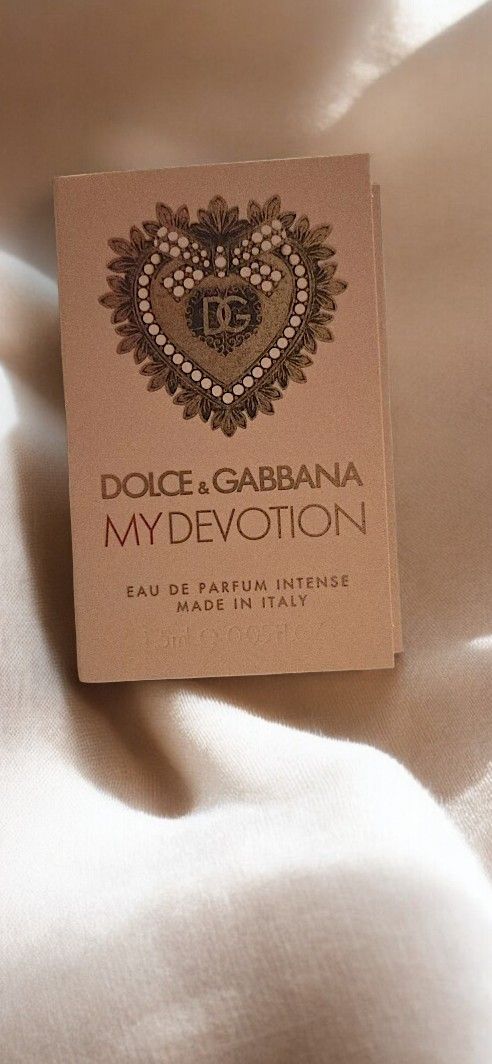 DG
DOLCE & GABBANA
MY DEVOTION
EAU DE PARFUM INTENSE
MADE IN ITALY